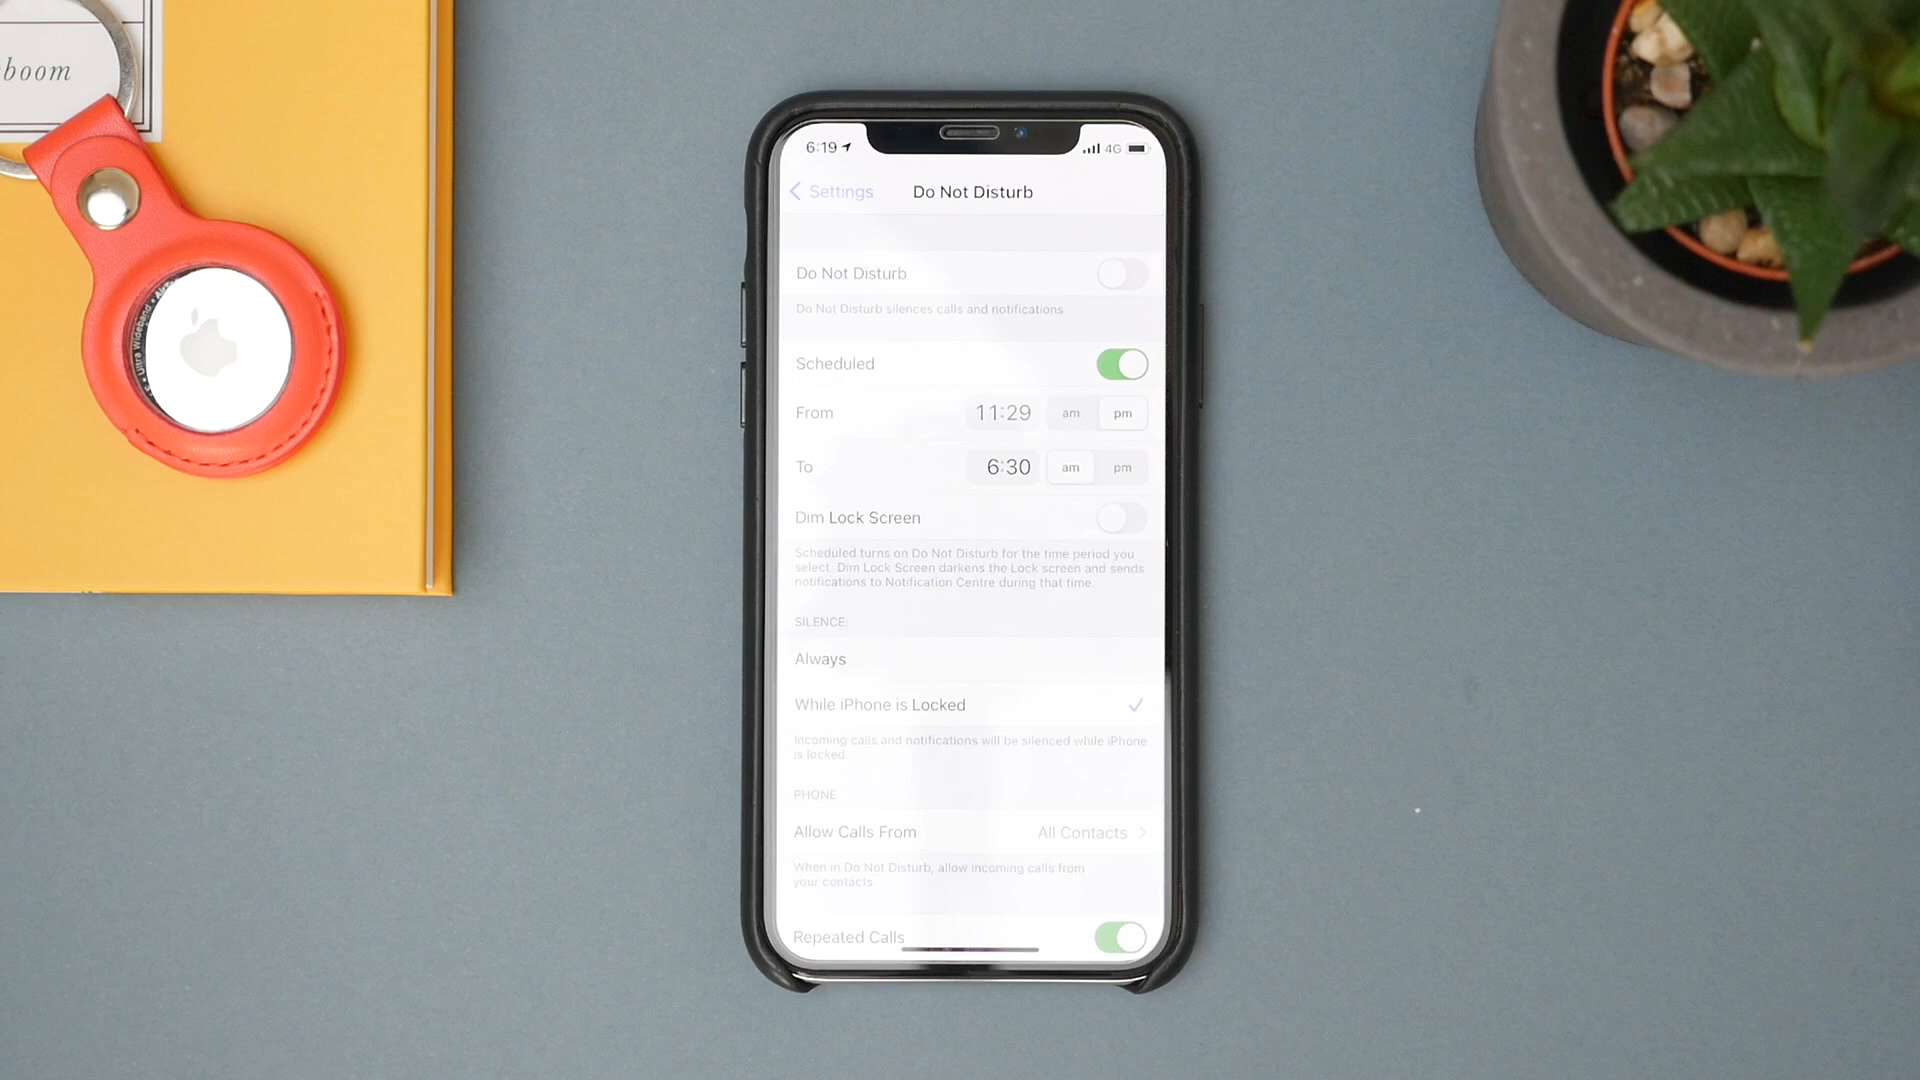 boom
Ultra Wideband
6:19
4G
Settings
Do Not Disturb
Do Not Disturb
Do Not Disturb silences calls and notifications.
Scheduled
From 11:29 am pm
To 6:30 am pm
Dim Lock Screen
Scheduled turns on Do Not Disturb for the time period you
select. Dim Lock Screen darkens the Lock screen and sends
notifications to Notification Centre during that time.
SILENCE:
Always
While iPhone is Locked
Incoming calls and notifications will be silenced while iPhone
is locked.
PHONE
Allow Calls From All Contacts
When in Do Not Disturb, allow incoming calls from
your contacts
Repeated Calls